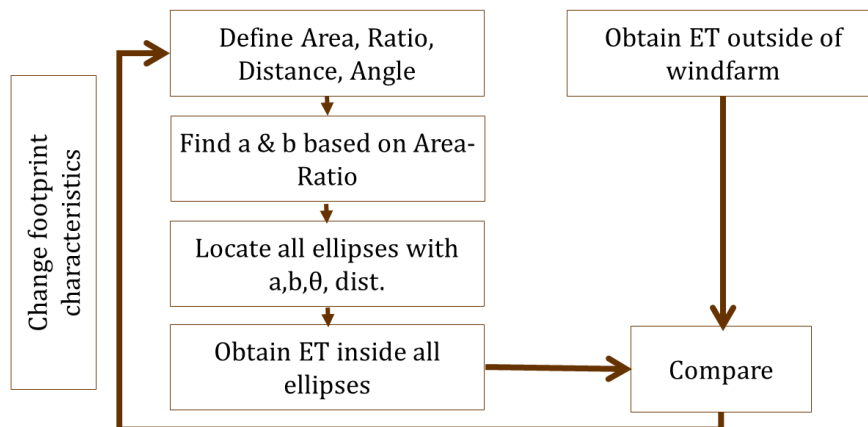 Define Area, Ratio,
Distance, Angle
Obtain ET outside of
windfarm
Change footprint
characteristics
Find a & b based on Area-
Ratio
Locate all ellipses with
a,b,θ, dist.
Obtain ET inside all
ellipses
Compare